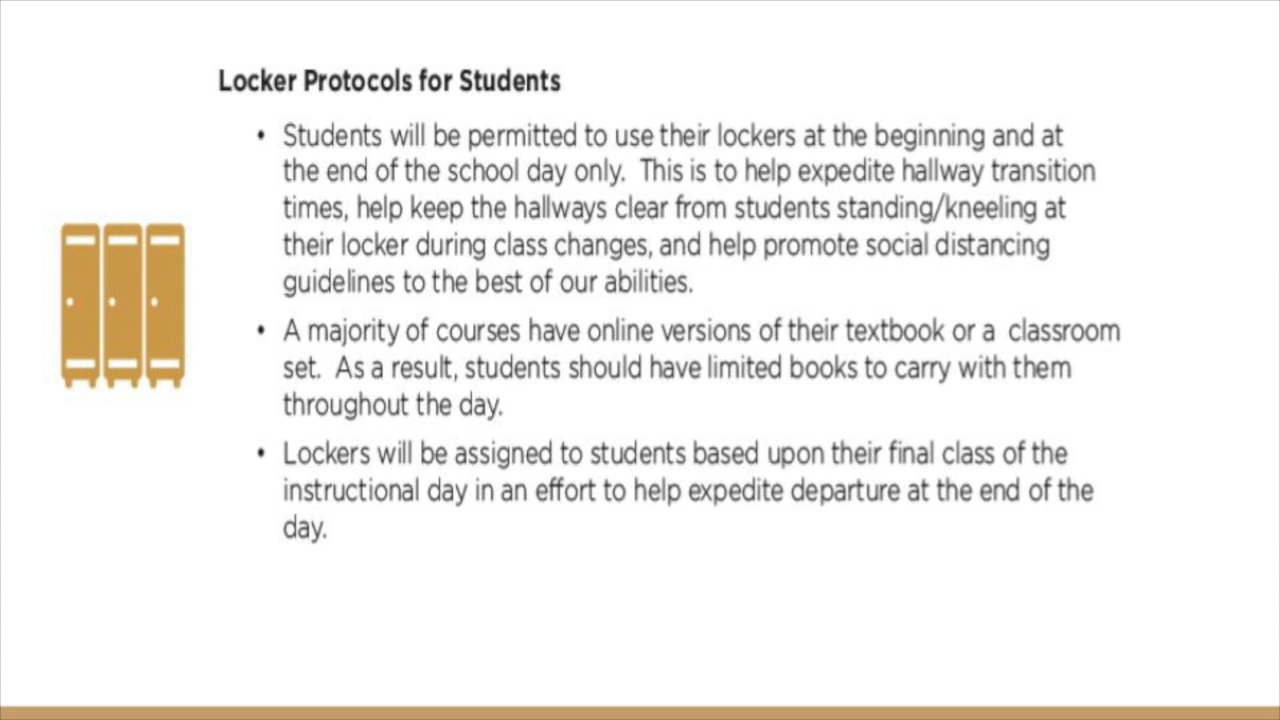 Locker Protocols for Students
• Students will be permitted to use their lockers at the beginning and at
the end of the school day only.  This is to help expedite hallway transition
times, help keep the hallways clear from students standing/kneeling at
their locker during class changes, and help promote social distancing
guidelines to the best of our abilities.
• A majority of courses have online versions of their textbook or a  classroom
set.  As a result, students should have limited books to carry with them
throughout the day.
• Lockers will be assigned to students based upon their final class of the
instructional day in an effort to help expedite departure at the end of the
day.